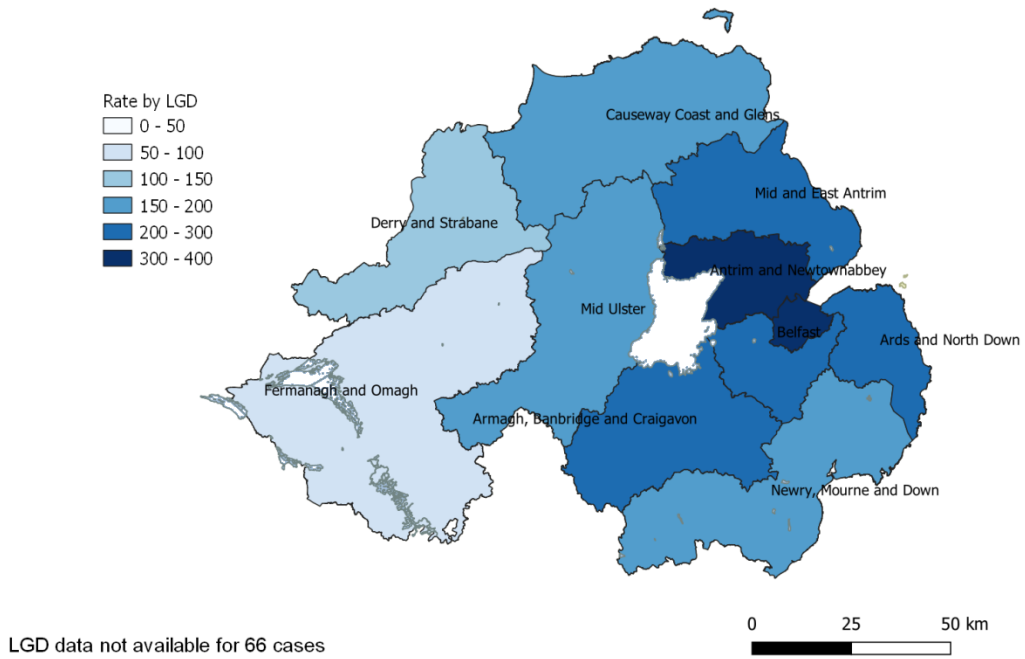 Rate by LGD
0 - 50
50 - 100
100 - 150
150 - 200
200 - 300
300 - 400
Causeway Coast and Glens
Mid and East Antrim
Derry and Strabane
Antrim and Newtownabbey
Mid Ulster
Belfast
Ards and North Down
Fermanagh and Omagh
Armagh, Banbridge and Craigavon
Newry, Mourne and Down
0 25 50 km
LGD data not available for 66 cases